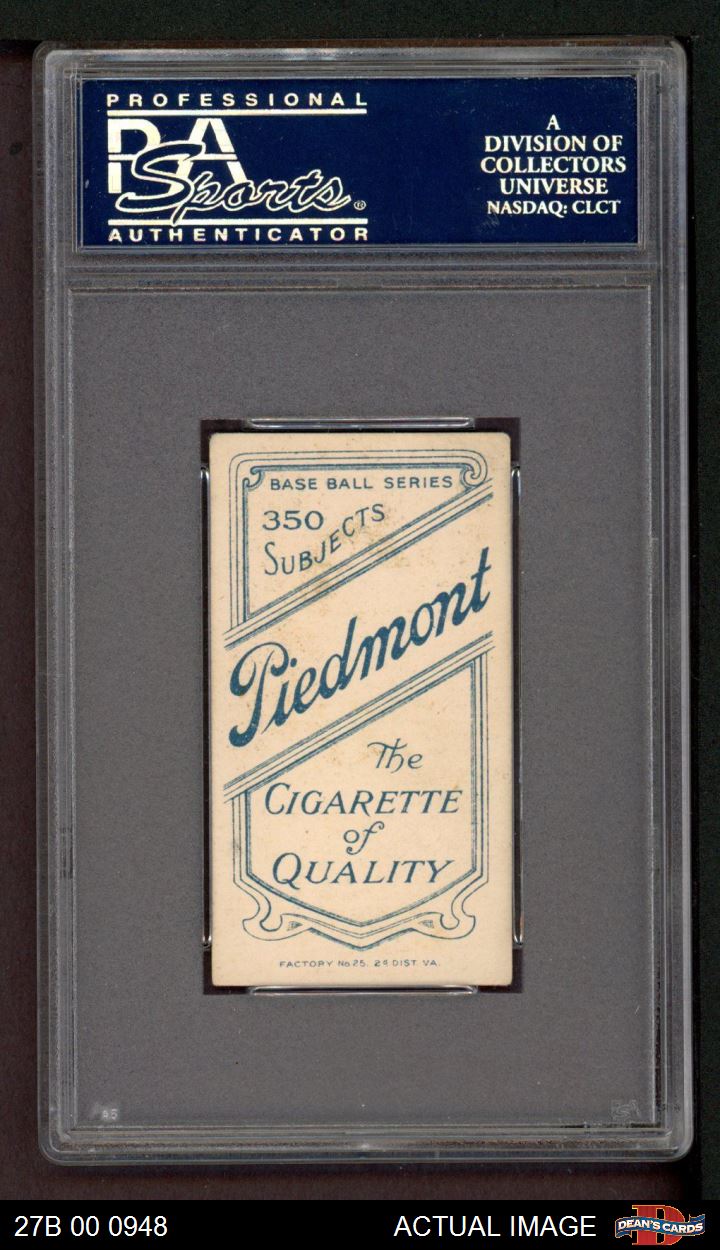 PROFESSIONAL
PSA
Sports®
AUTHENTICATOR
A
DIVISION OF
COLLECTORS
UNIVERSE
NASDAQ: CLCT
BASE BALL SERIES
350
SUBJECTS
Piedmont
The
CIGARETTE
of
QUALITY
FACTORY No 25. 2d DIST. VA.
27B 00 0948
ACTUAL IMAGE
DEAN'S CARDS